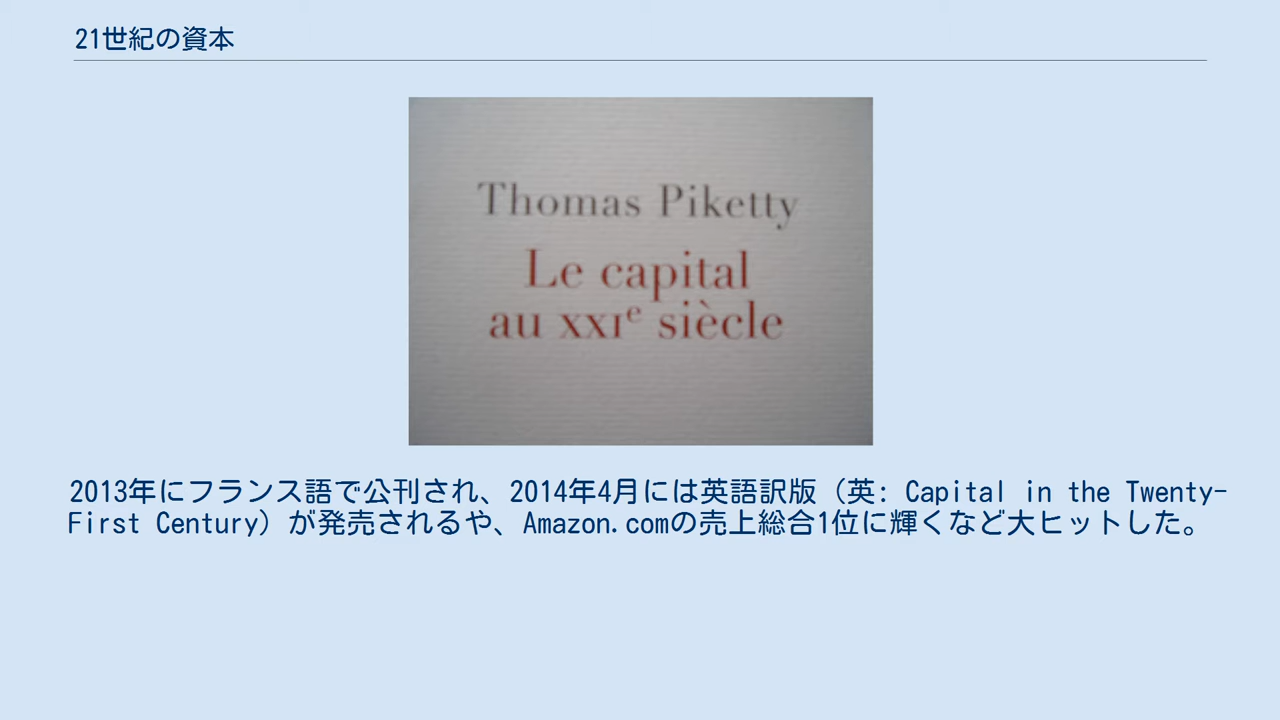 21世紀の資本
Thomas Piketty
Le capital
au XXIe siècle
2013年にフランス語で公刊され、2014年4月には英語訳版（英: Capital in the Twenty-
First Century）が発売されるや、Amazon.comの売上総合1位に輝くなど大ヒットした。